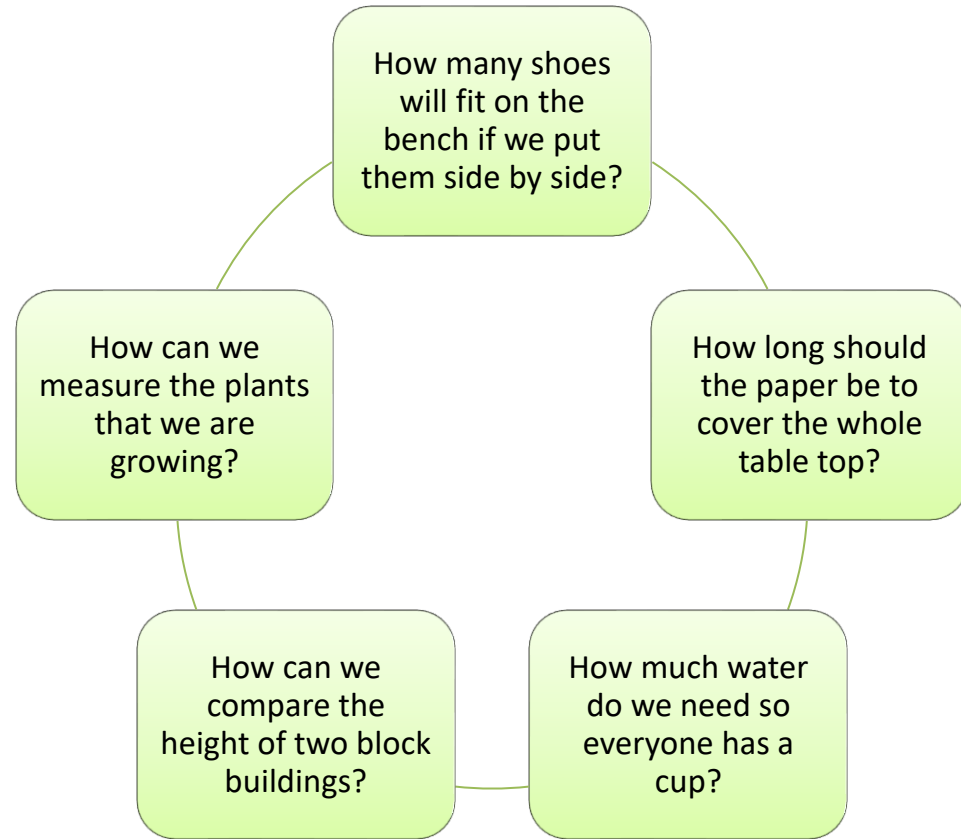 How many shoes
will fit on the
bench if we put
them side by side?
How long should
the paper be to
cover the whole
table top?
How much water
do we need so
everyone has a
cup?
How can we
compare the
height of two block
buildings?
How can we
measure the plants
that we are
growing?